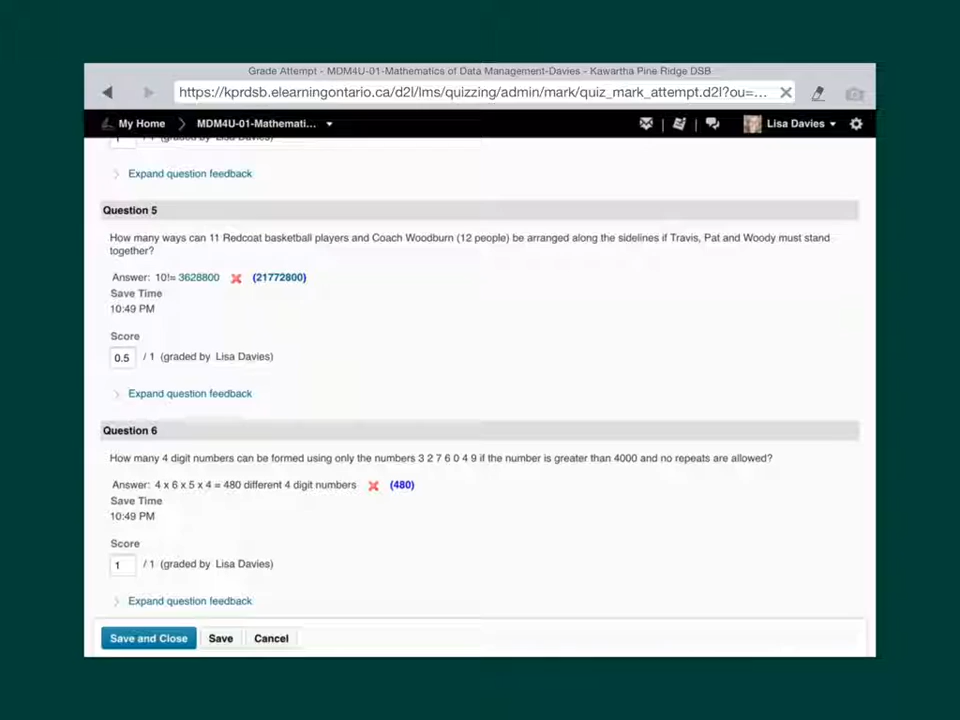 Grade Attempt - MDM4U-01-Mathematics of Data Management-Davies - Kawartha Pine Ridge DSB
https://kprdsb.elearningontario.ca/d2l/lms/quizzing/admin/mark/quiz_mark_attempt.d2l?ou=...
My Home MDM4U-01-Mathemati... Lisa Davies
1 / 1 (graded by Lisa Davies)
Expand question feedback
Question 5
How many ways can 11 Redcoat basketball players and Coach Woodburn (12 people) be arranged along the sidelines if Travis, Pat and Woody must stand
together?
Answer: 10!= 3628800 (21772800)
Save Time
10:49 PM
Score
0.5 / 1 (graded by Lisa Davies)
Expand question feedback
Question 6
How many 4 digit numbers can be formed using only the numbers 3 2 7 6 0 4 9 if the number is greater than 4000 and no repeats are allowed?
Answer: 4 x 6 x 5 x 4 = 480 different 4 digit numbers (480)
Save Time
10:49 PM
Score
1 / 1 (graded by Lisa Davies)
Expand question feedback
Save and Close Save Cancel